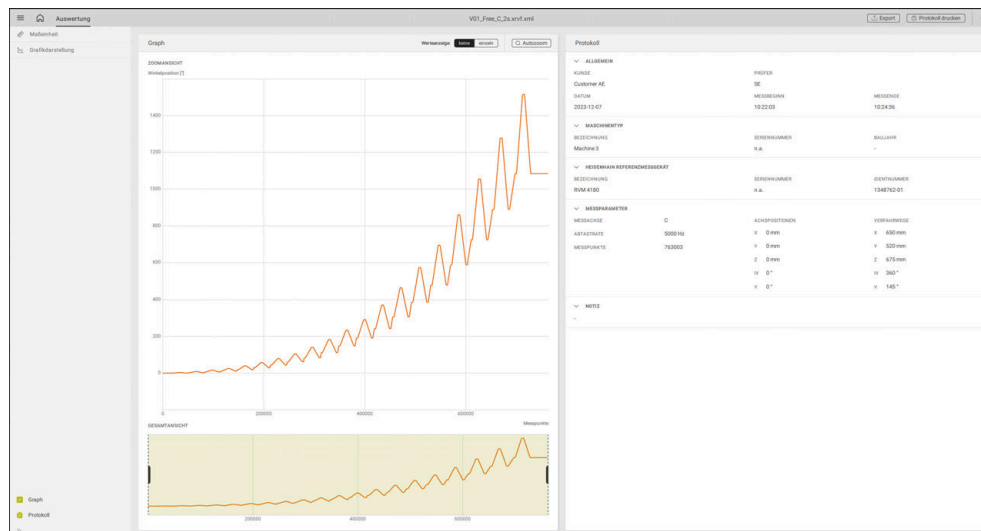 Auswertung
V01_Free_C_2s.xrvf.xml
Export
Protokoll drucken
Maßeinheit
Grafikdarstellung
Graph
Werteanzeige keine einzeln
Autozoom
ZOOMANSICHT
Winkelposition [°]
1400
1200
1000
800
600
400
200
0
0 200000 400000 600000
GESAMTANSICHT
Messpunkte
200000 400000 600000
Graph
Protokoll
Protokoll
ALLGEMEIN
KUNDE PRÜFER
Customer AE SE
DATUM MESSBEGINN MESSENDE
2023-12-07 10:22:03 10:24:36
MASCHINENTYP
BEZEICHNUNG SERIENNUMMER BAUJAHR
Machine 3 n.a. -
HEIDENHAIN REFERENZMESSGERÄT
BEZEICHNUNG SERIENNUMMER IDENTNUMMER
RVM 4180 n.a. 1348762-01
MESSPARAMETER
MESSACHSE C ACHSPOSITIONEN VERFAHRWEGE
ABTASTRATE 5000 Hz X 0 mm X 650 mm
MESSPUNKTE 763003 Y 0 mm Y 520 mm
Z 0 mm Z 675 mm
IV 0 ° IV 360 °
V 0 ° V 145 °
NOTIZ
-